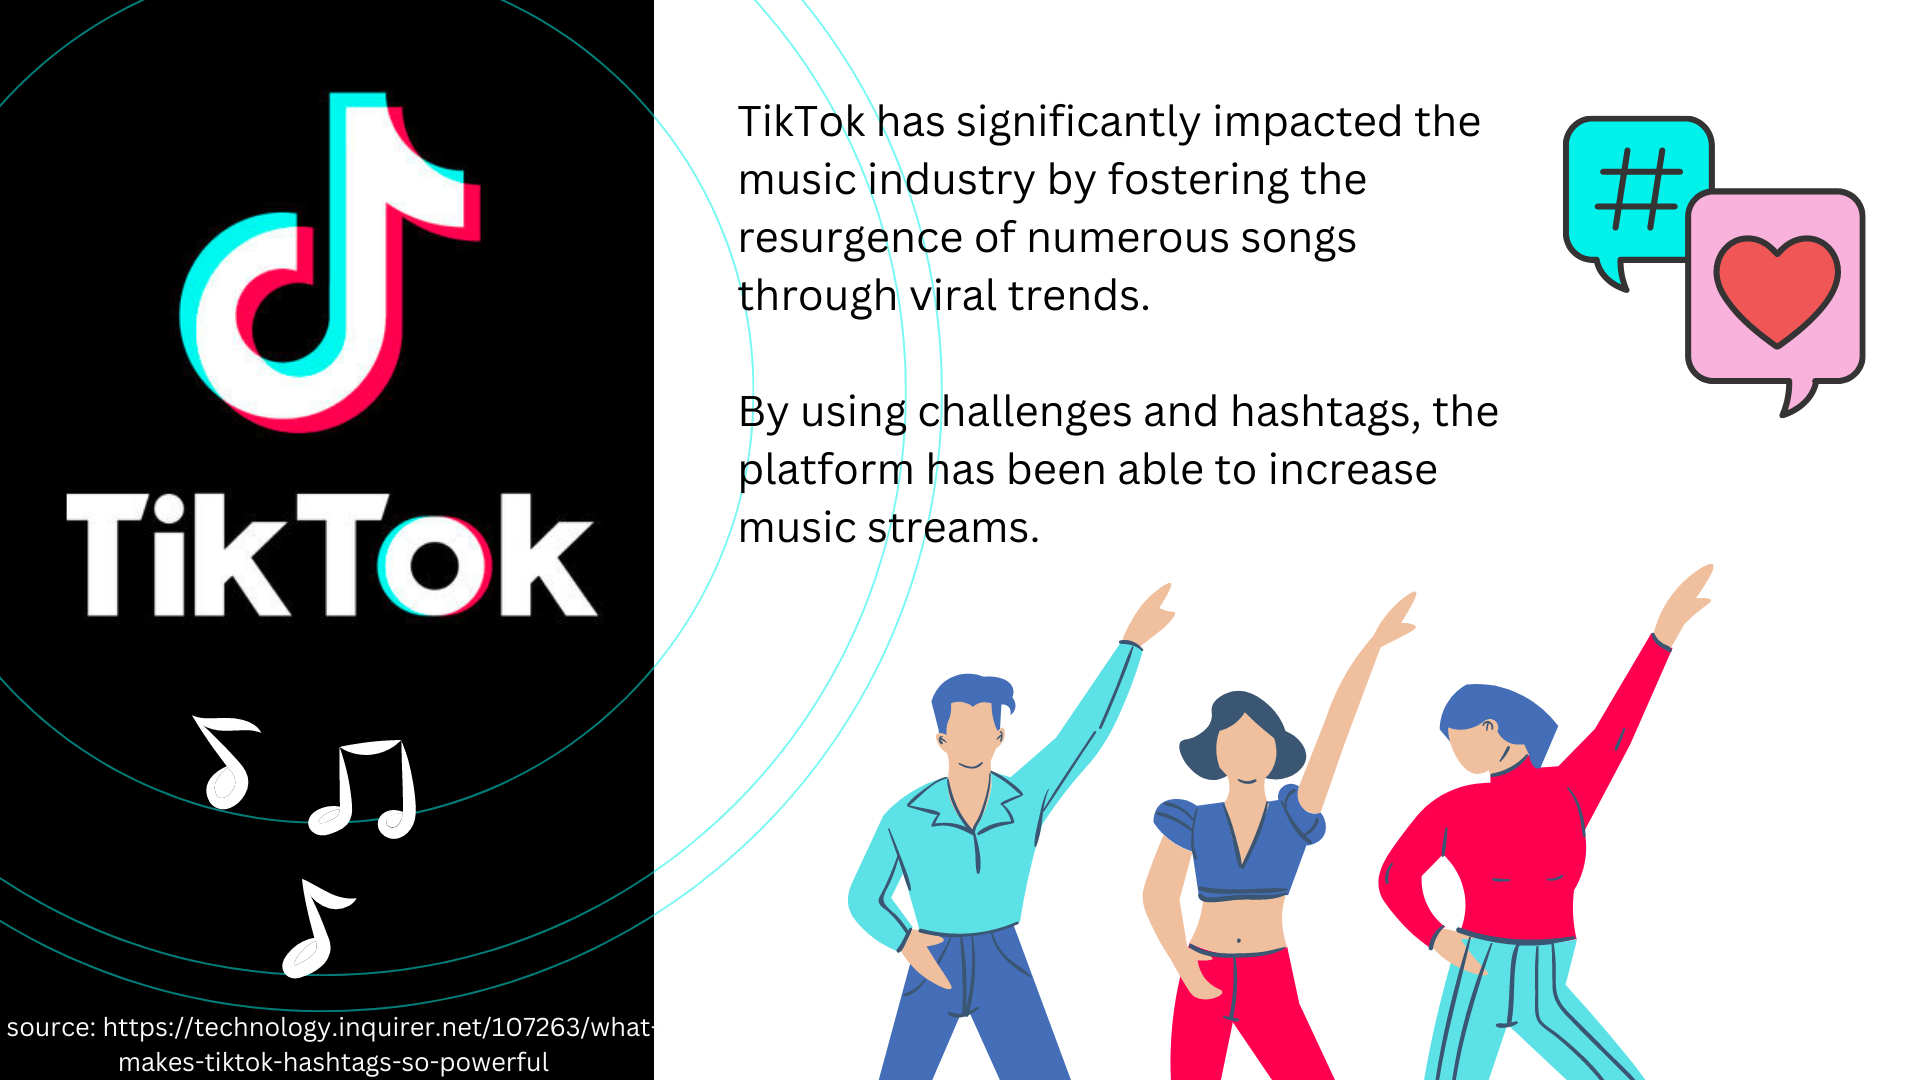 TikTok
source: https://technology.inquirer.net/107263/what-
makes-tiktok-hashtags-so-powerful
TikTok has significantly impacted the
music industry by fostering the
resurgence of numerous songs
through viral trends.
By using challenges and hashtags, the
platform has been able to increase
music streams.
#